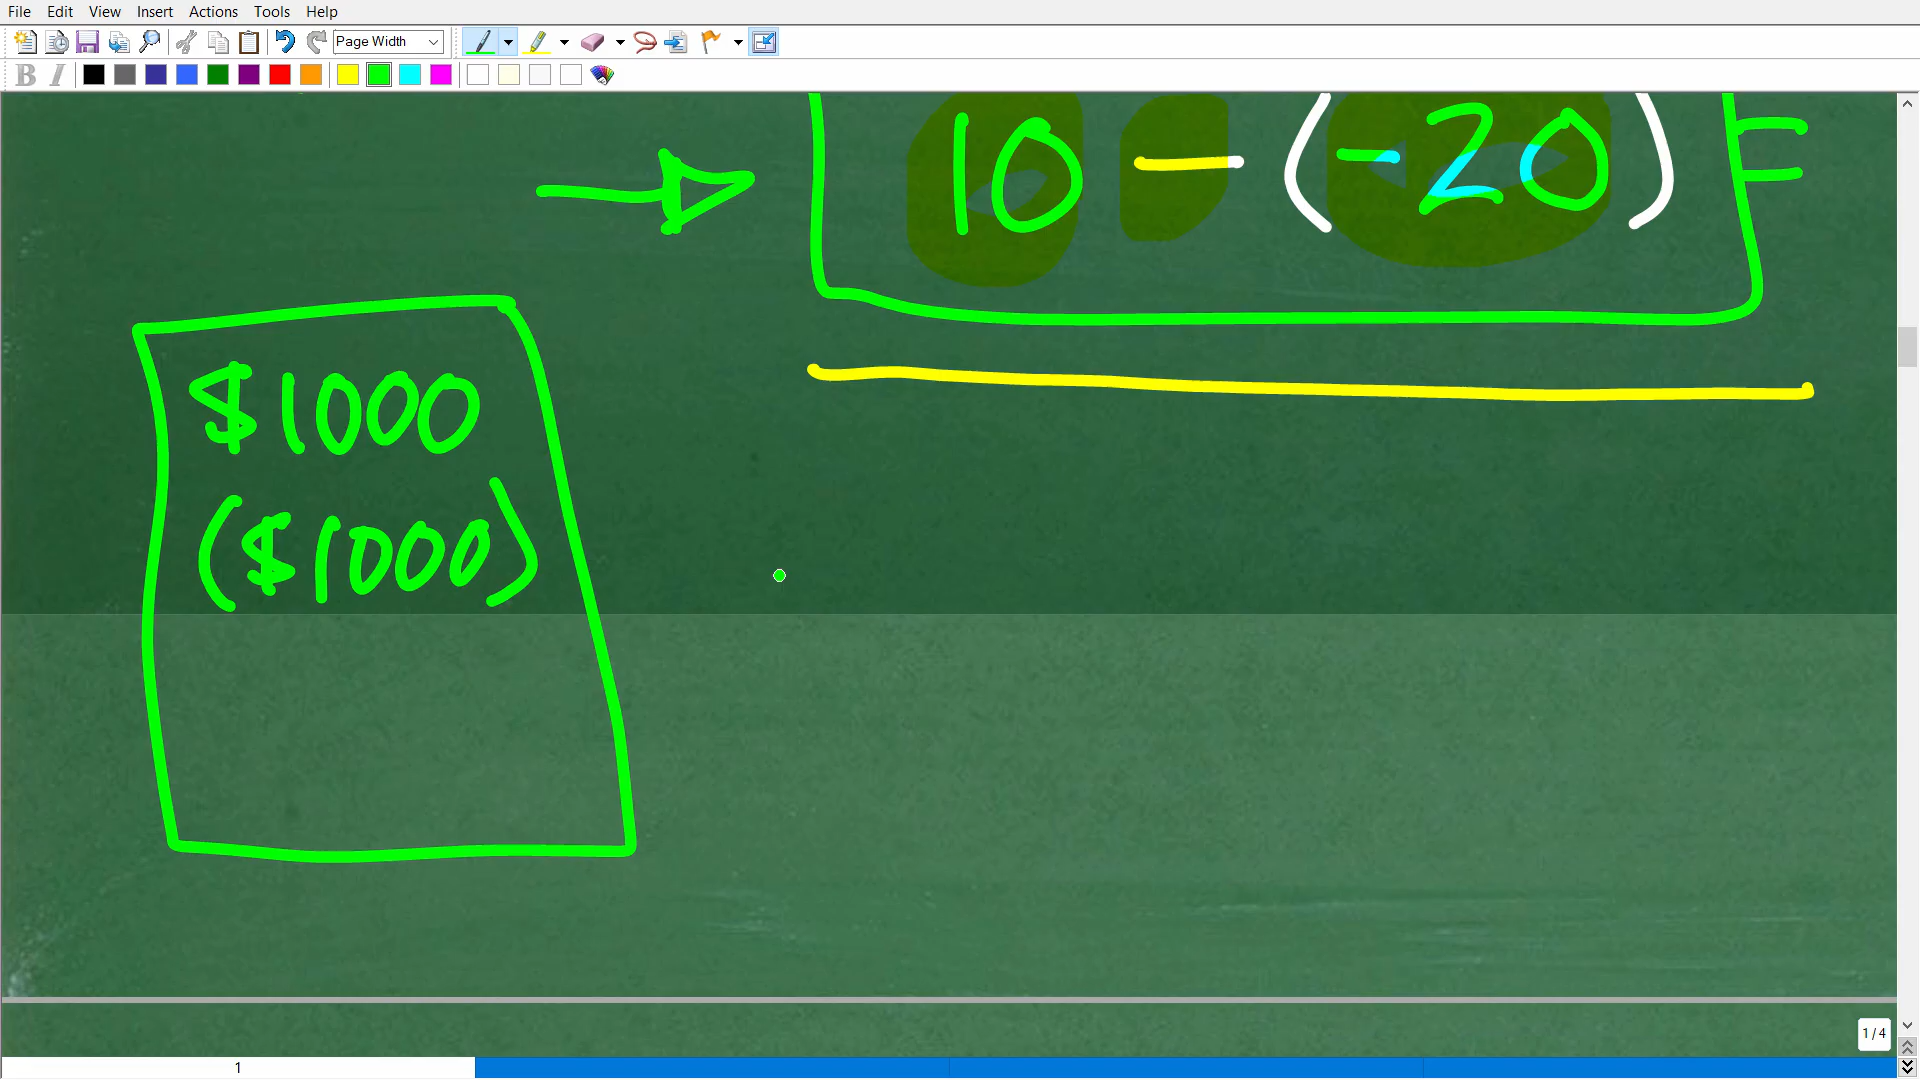 File Edit View Insert Actions Tools Help
Page Width
B I
10 - (-20) =
$1000
($1000)
1 / 4
1